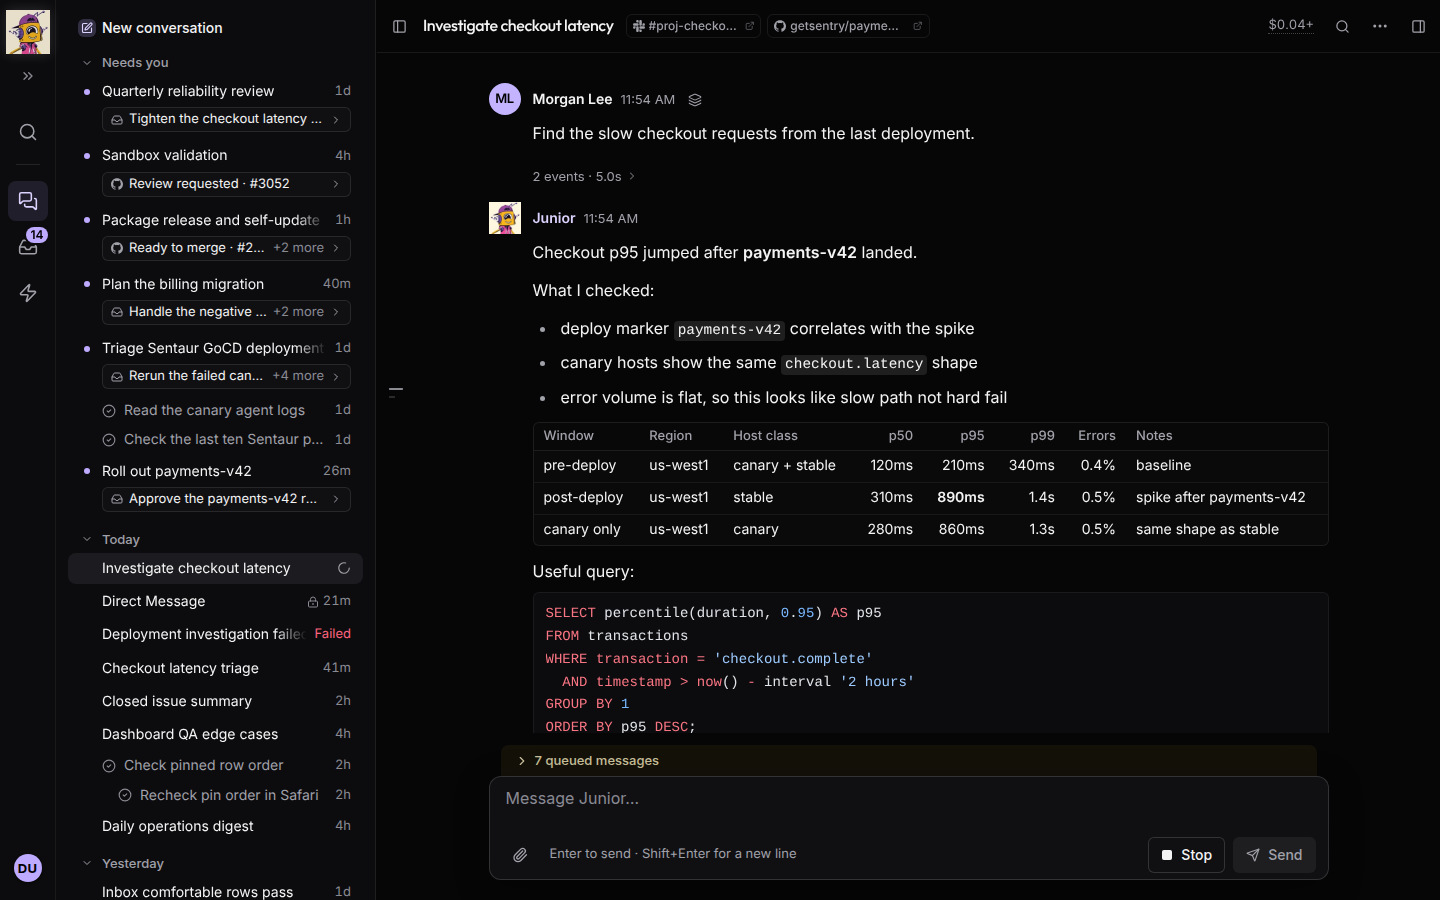 New conversation
Needs you
Quarterly reliability review 1d
Tighten the checkout latency ...
Sandbox validation 4h
Review requested · #3052
Package release and self-update 1h
Ready to merge · #2... +2 more
14
Plan the billing migration 40m
Handle the negative ... +2 more
Triage Sentaur GoCD deployment 1d
Rerun the failed can... +4 more
Read the canary agent logs 1d
Check the last ten Sentaur p... 1d
Roll out payments-v42 26m
Approve the payments-v42 r...
Today
Investigate checkout latency
Direct Message 21m
Deployment investigation failed Failed
Checkout latency triage 41m
Closed issue summary 2h
Dashboard QA edge cases 4h
Check pinned row order 2h
Recheck pin order in Safari 2h
Daily operations digest 4h
Yesterday
Inbox comfortable rows pass 1d
DU
Investigate checkout latency #proj-checko... getsentry/payme... $0.04+
ML Morgan Lee 11:54 AM
Find the slow checkout requests from the last deployment.
2 events · 5.0s
Junior 11:54 AM
Checkout p95 jumped after payments-v42 landed.
What I checked:
• deploy marker payments-v42 correlates with the spike
• canary hosts show the same checkout.latency shape
• error volume is flat, so this looks like slow path not hard fail
Window Region Host class p50 p95 p99 Errors Notes
pre-deploy us-west1 canary + stable 120ms 210ms 340ms 0.4% baseline
post-deploy us-west1 stable 310ms 890ms 1.4s 0.5% spike after payments-v42
canary only us-west1 canary 280ms 860ms 1.3s 0.5% same shape as stable
Useful query:
SELECT percentile(duration, 0.95) AS p95
FROM transactions
WHERE transaction = 'checkout.complete'
  AND timestamp > now() - interval '2 hours'
GROUP BY 1
ORDER BY p95 DESC;
7 queued messages
Message Junior...
Enter to send · Shift+Enter for a new line
Stop
Send